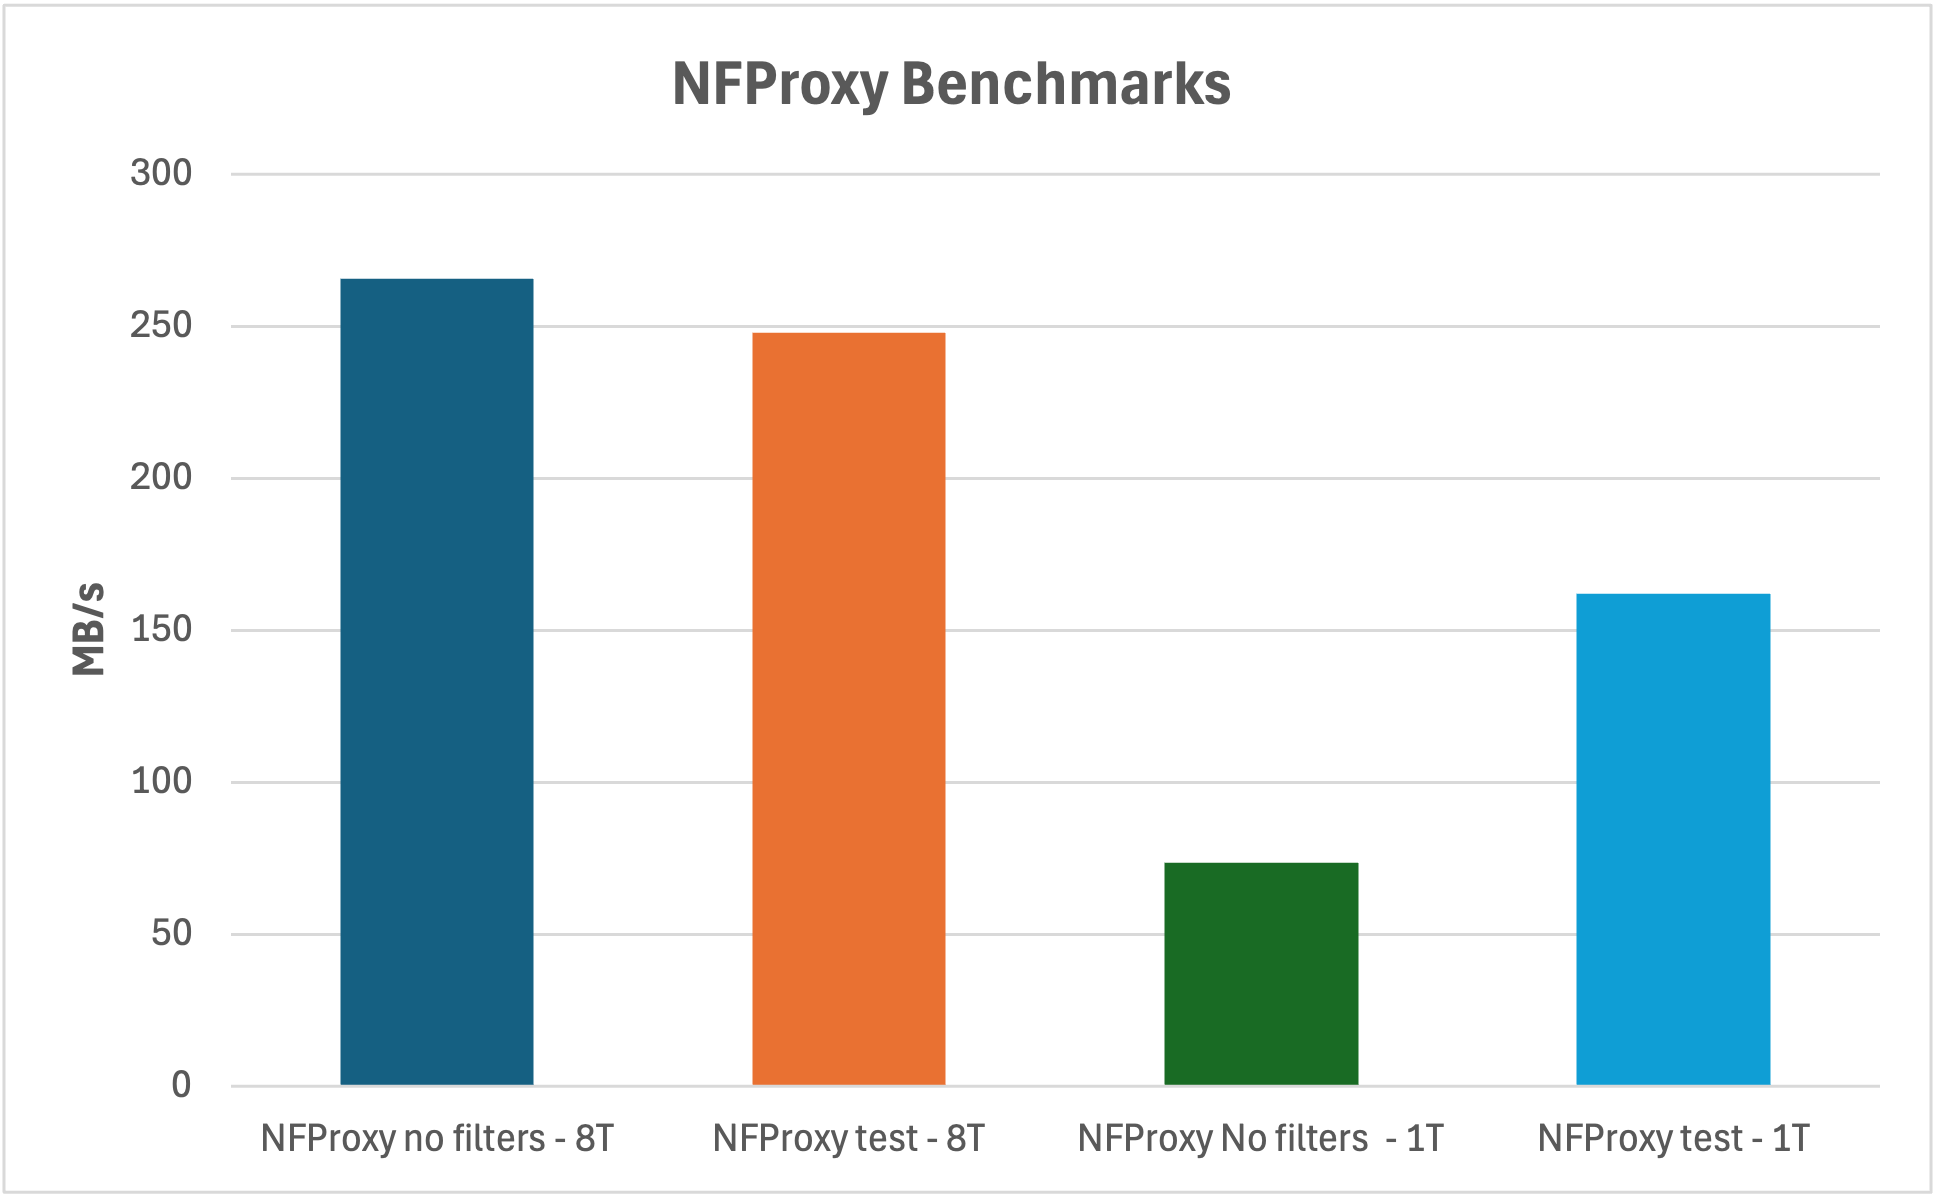 NFProxy Benchmarks
300
250
200
150
100
50
0
MB/s
NFProxy no filters - 8T
NFProxy test - 8T
NFProxy No filters  - 1T
NFProxy test - 1T